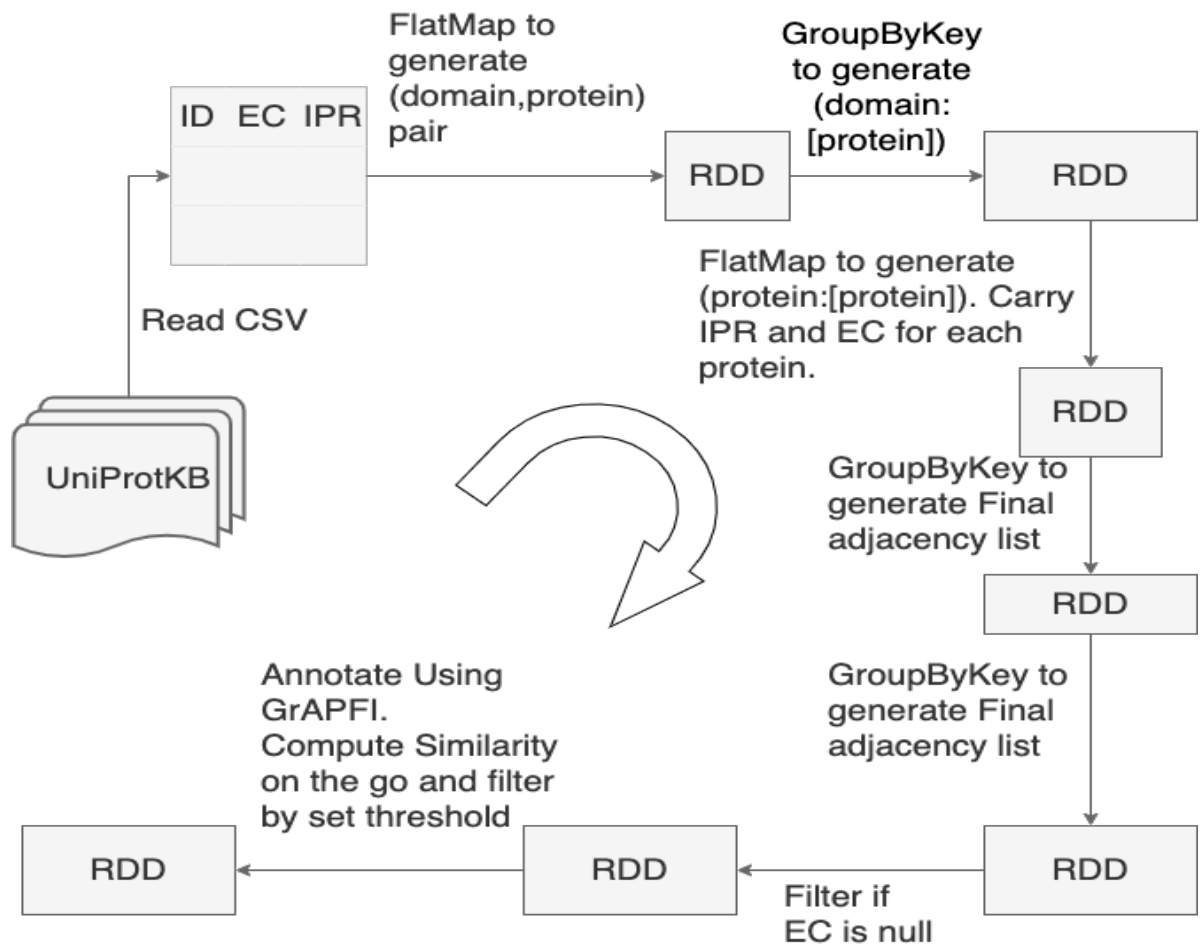 FlatMap to
generate
(domain,protein)
pair
GroupByKey
to generate
(domain:
[protein])
ID EC IPR
RDD
RDD
Read CSV
FlatMap to generate
(protein:[protein]). Carry
IPR and EC for each
protein.
RDD
UniProtKB
GroupByKey to
generate Final
adjacency list
RDD
GroupByKey to
generate Final
adjacency list
Annotate Using
GrAPFI.
Compute Similarity
on the go and filter
by set threshold
RDD
RDD
RDD
Filter if
EC is null